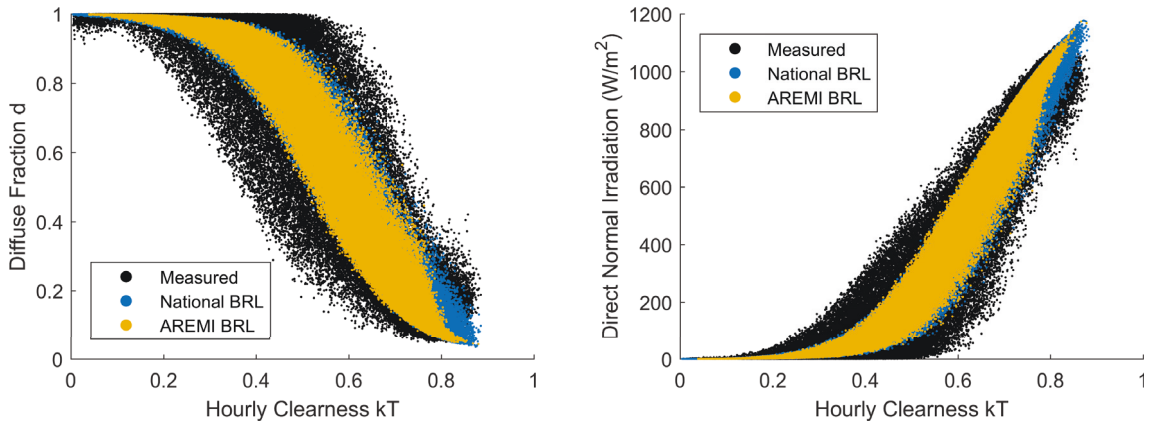 1
0.8
0.6
0.4
0.2
0
Diffuse Fraction d
Measured
National BRL
AREMI BRL
0 0.2 0.4 0.6 0.8 1
Hourly Clearness kT
1200
1000
800
600
400
200
0
Direct Normal Irradiation (W/m²)
Measured
National BRL
AREMI BRL
0 0.2 0.4 0.6 0.8 1
Hourly Clearness kT